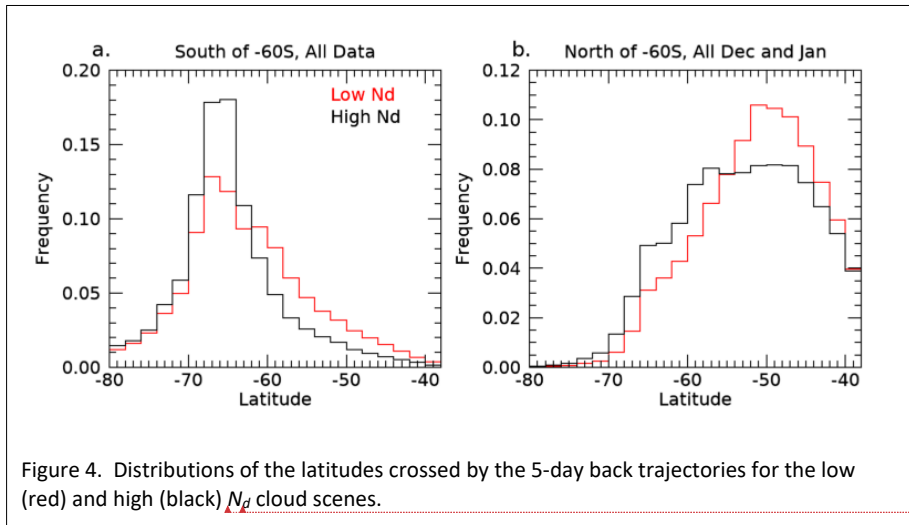 a. South of -60S, All Data
b. North of -60S, All Dec and Jan
0.20
0.15
0.10
0.05
0.00
Frequency
Low Nd
High Nd
-80 -70 -60 -50 -40
Latitude
0.12
0.10
0.08
0.06
0.04
0.02
0.00
Frequency
-80 -70 -60 -50 -40
Latitude
Figure 4. Distributions of the latitudes crossed by the 5-day back trajectories for the low
(red) and high (black) Nd cloud scenes.